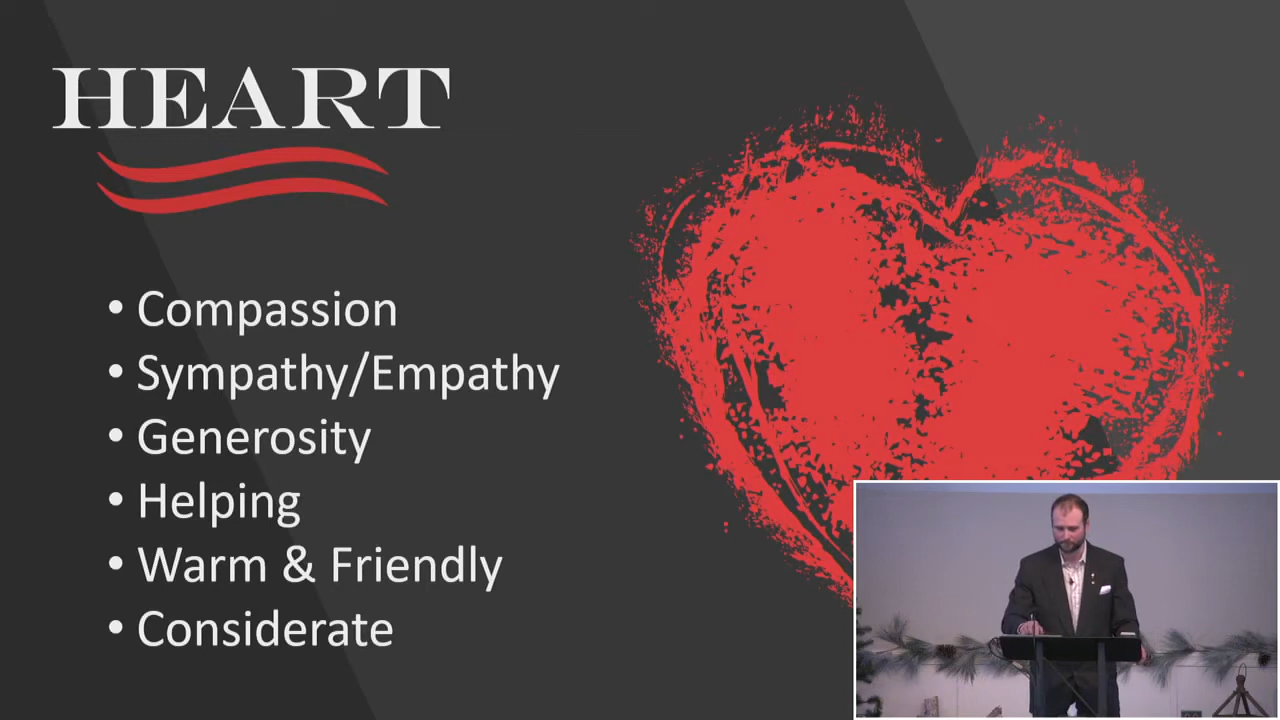 HEART
• Compassion
• Sympathy/Empathy
• Generosity
• Helping
• Warm & Friendly
• Considerate